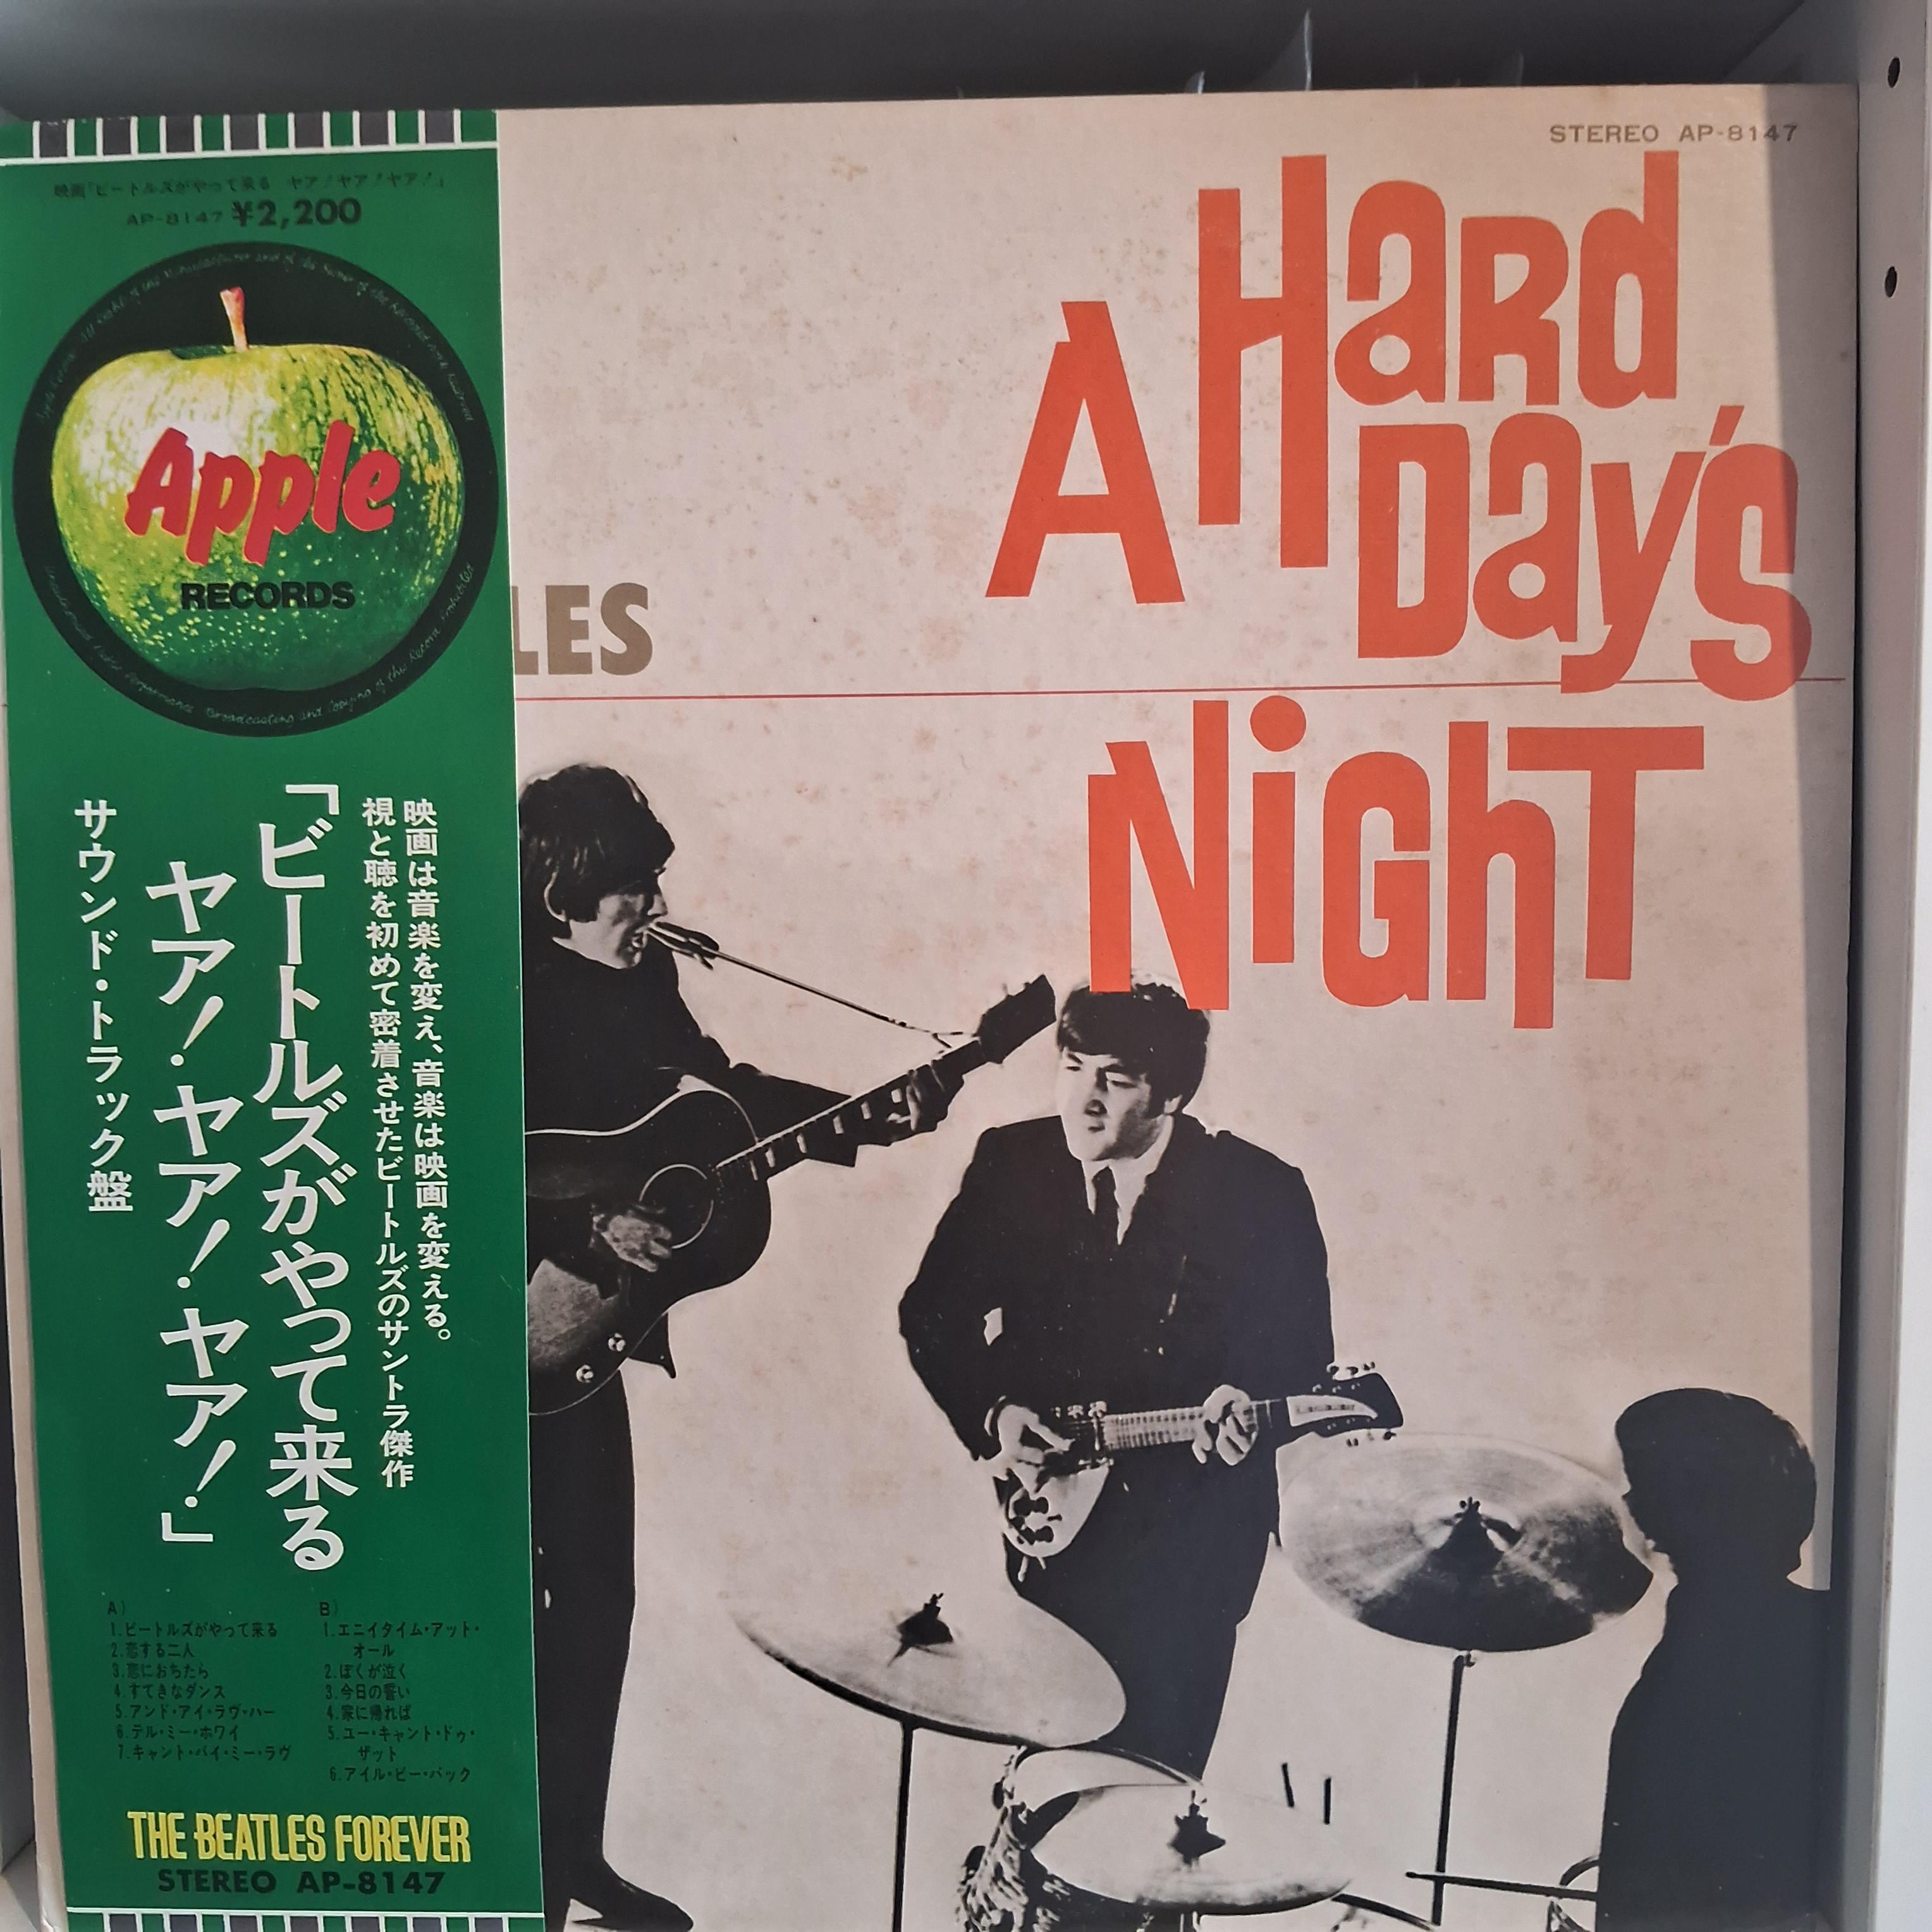 映画「ビートルズがやって来る ヤア!ヤア!ヤア!」
AP-8147 ¥2,200
Apple
RECORDS
映画は音楽を変え、音楽は映画を変える。
視と聴を初めて密着させたビートルズのサントラ傑作
「ビートルズがやって来る
ヤア!ヤア!ヤア!」
サウンド・トラック盤
A)
1.ビートルズがやって来る
2.恋する二人
3.恋におちたら
4.すてきなダンス
5.アンド・アイ・ラヴ・ハー
6.テル・ミー・ホワイ
7.キャント・バイ・ミー・ラヴ
B)
1.エニイタイム・アット・
オール
2.ぼくが泣く
3.今日の誓い
4.家に帰れば
5.ユー・キャント・ドゥ・
ザット
6.アイル・ビー・バック
THE BEATLES FOREVER
STEREO AP-8147
STEREO AP-8147
A HaRd
Day's
NiGhT
LES